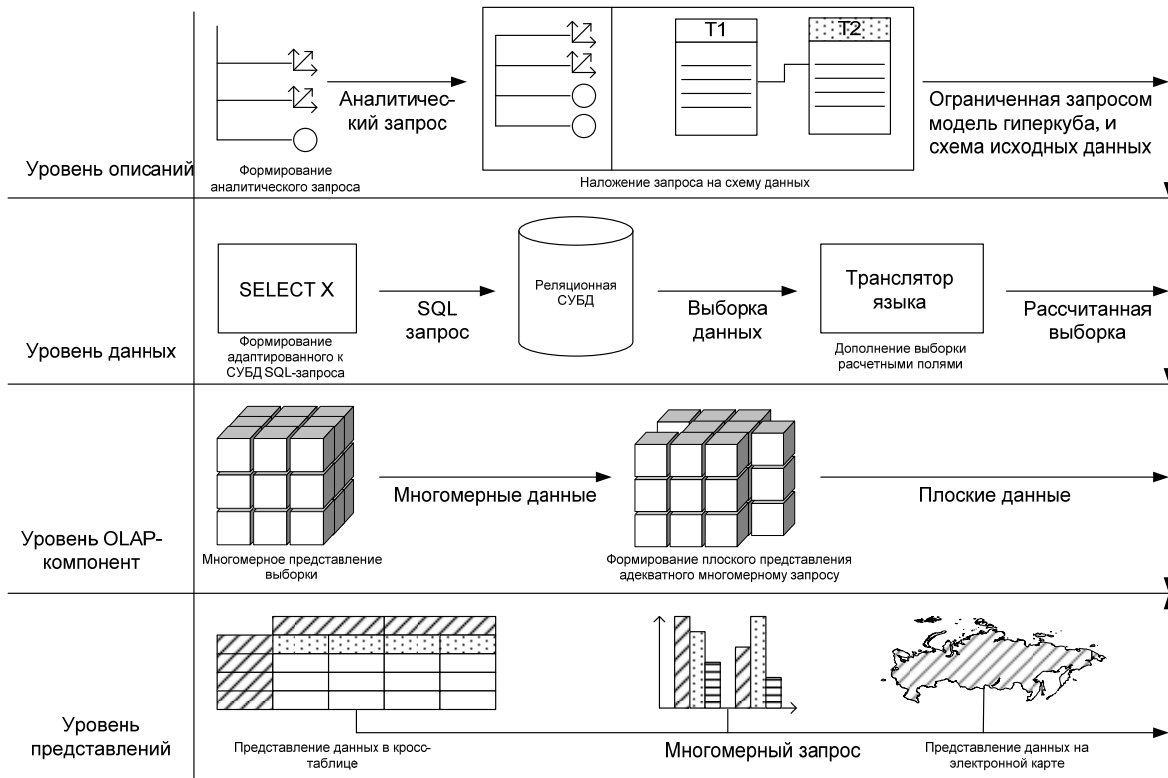 T1
T2
Аналитичес-
кий запрос
Ограниченная запросом
модель гиперкуба, и
схема исходных данных
Уровень описаний
Формирование
аналитического запроса
Наложение запроса на схему данных
SELECT X
SQL
запрос
Реляционная
СУБД
Выборка
данных
Транслятор
языка
Рассчитанная
выборка
Уровень данных
Формирование
адаптированного к
СУБД SQL-запроса
Дополнение выборки
расчетными полями
Многомерные данные
Плоские данные
Уровень OLAP-
компонент
Многомерное представление
выборки
Формирование плоского представления
адекватного многомерному запросу
Уровень
представлений
Представление данных в кросс-
таблице
Многомерный запрос
Представление данных на
электронной карте